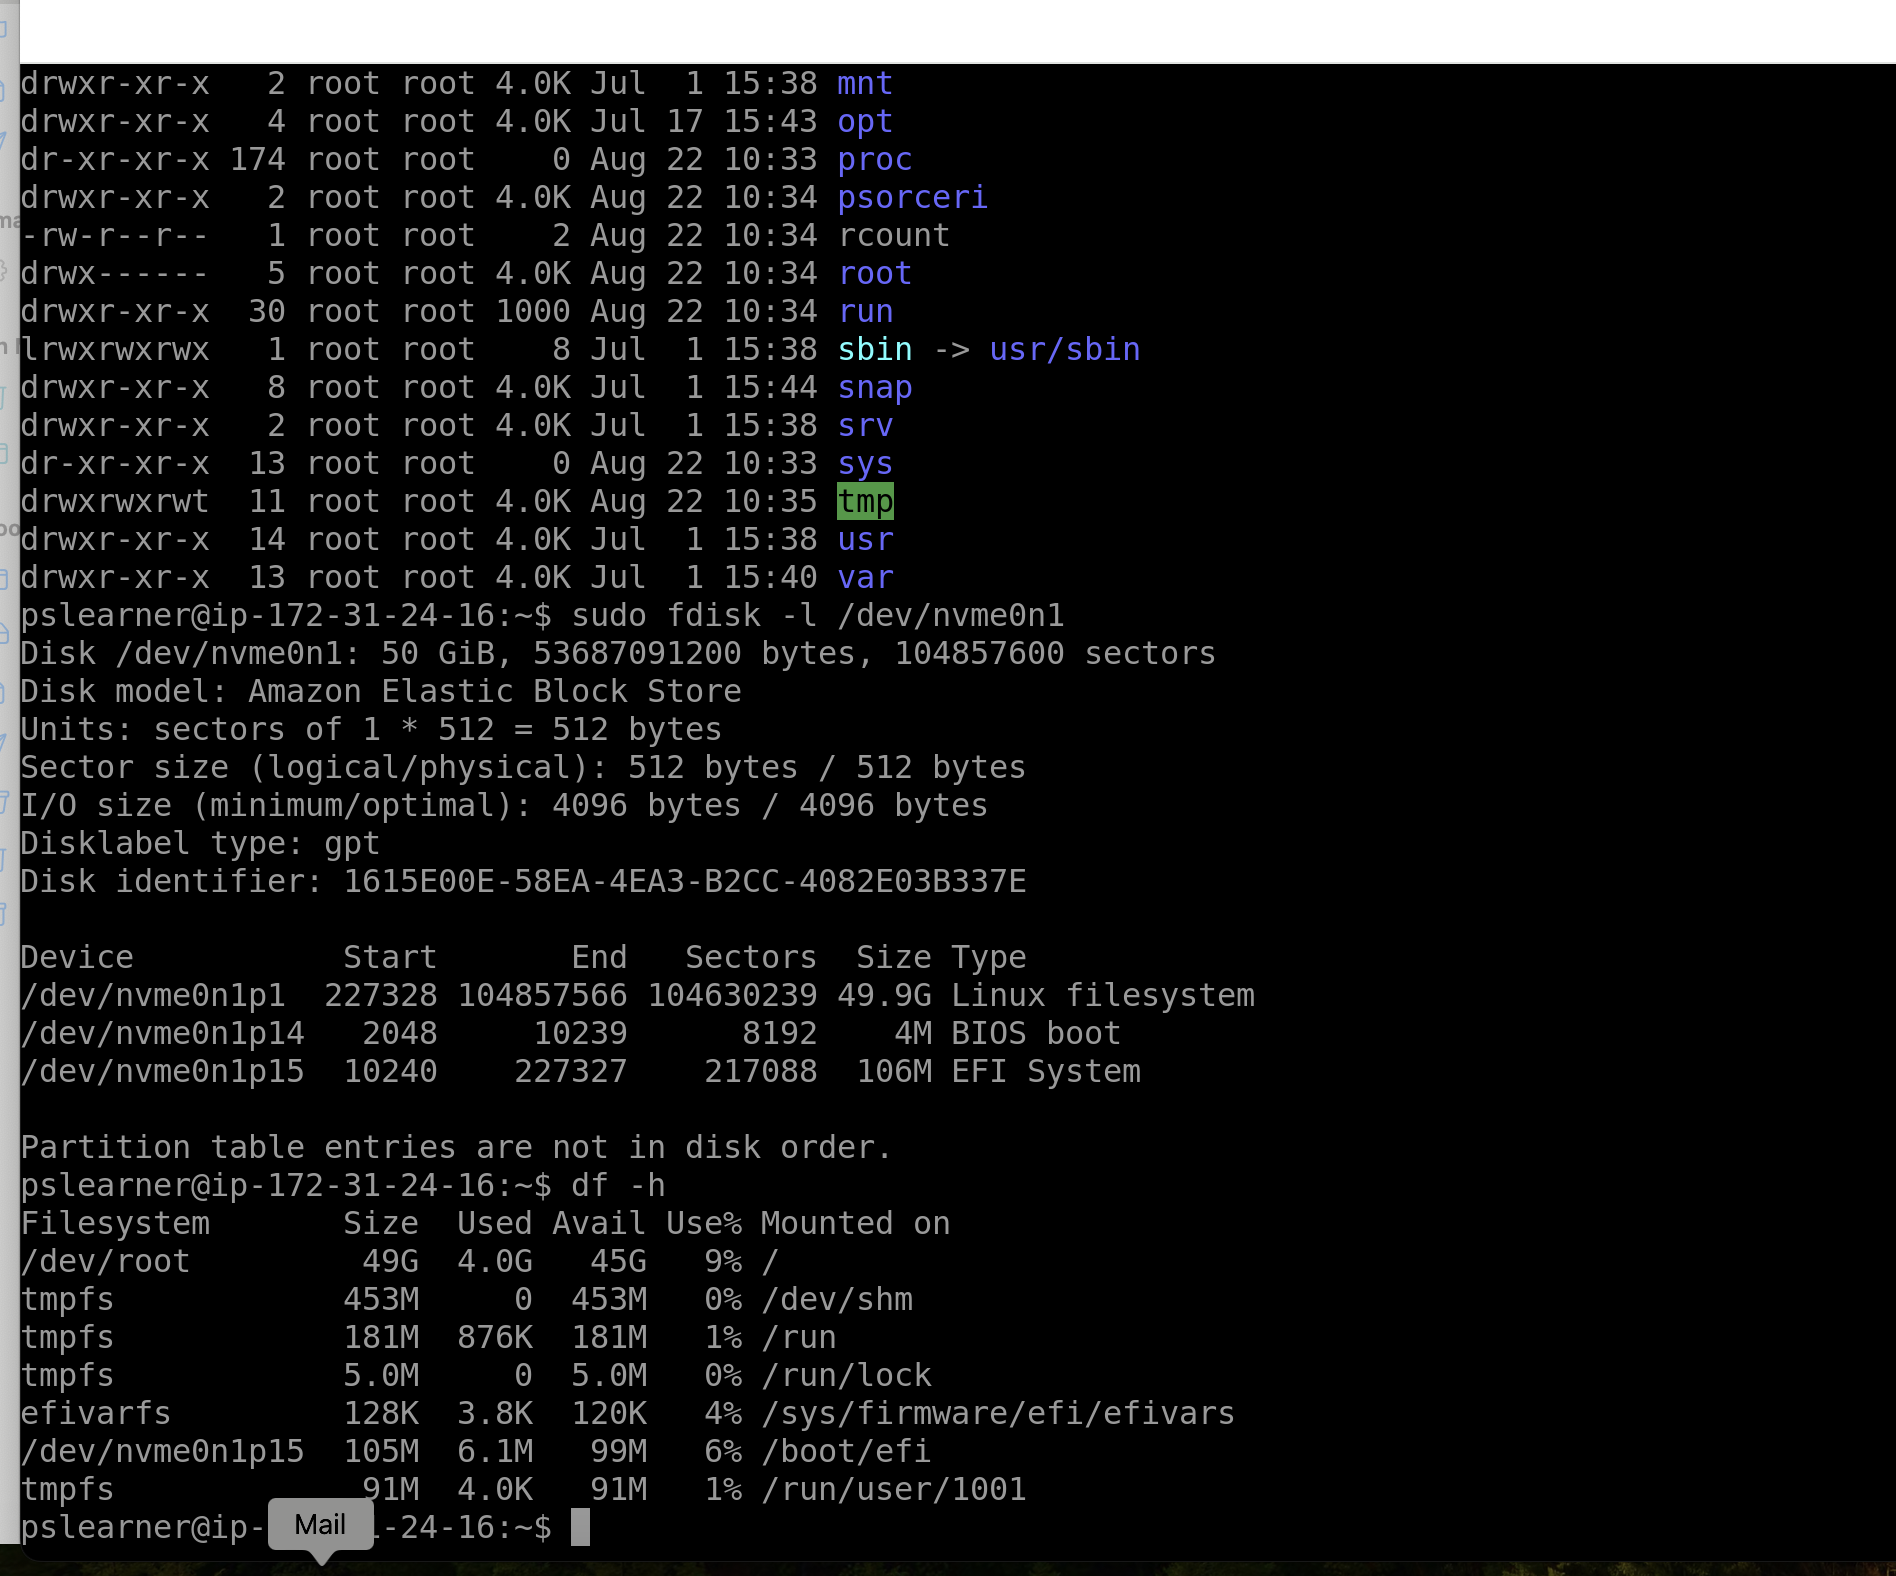 drwxr-xr-x   2 root root 4.0K Jul  1 15:38 mnt
drwxr-xr-x   4 root root 4.0K Jul 17 15:43 opt
dr-xr-xr-x 174 root root    0 Aug 22 10:33 proc
drwxr-xr-x   2 root root 4.0K Aug 22 10:34 psorceri
-rw-r--r--   1 root root    2 Aug 22 10:34 rcount
drwx------   5 root root 4.0K Aug 22 10:34 root
drwxr-xr-x  30 root root 1000 Aug 22 10:34 run
lrwxrwxrwx   1 root root    8 Jul  1 15:38 sbin -> usr/sbin
drwxr-xr-x   8 root root 4.0K Jul  1 15:44 snap
drwxr-xr-x   2 root root 4.0K Jul  1 15:38 srv
dr-xr-xr-x  13 root root    0 Aug 22 10:33 sys
drwxrwxrwt  11 root root 4.0K Aug 22 10:35 tmp
drwxr-xr-x  14 root root 4.0K Jul  1 15:38 usr
drwxr-xr-x  13 root root 4.0K Jul  1 15:40 var
pslearner@ip-172-31-24-16:~$ sudo fdisk -l /dev/nvme0n1
Disk /dev/nvme0n1: 50 GiB, 53687091200 bytes, 104857600 sectors
Disk model: Amazon Elastic Block Store
Units: sectors of 1 * 512 = 512 bytes
Sector size (logical/physical): 512 bytes / 512 bytes
I/O size (minimum/optimal): 4096 bytes / 4096 bytes
Disklabel type: gpt
Disk identifier: 1615E00E-58EA-4EA3-B2CC-4082E03B337E
Device           Start       End   Sectors  Size Type
/dev/nvme0n1p1  227328 104857566 104630239 49.9G Linux filesystem
/dev/nvme0n1p14   2048     10239      8192    4M BIOS boot
/dev/nvme0n1p15  10240    227327    217088  106M EFI System
Partition table entries are not in disk order.
pslearner@ip-172-31-24-16:~$ df -h
Filesystem       Size  Used Avail Use% Mounted on
/dev/root         49G  4.0G   45G   9% /
tmpfs            453M     0  453M   0% /dev/shm
tmpfs            181M  876K  181M   1% /run
tmpfs            5.0M     0  5.0M   0% /run/lock
efivarfs         128K  3.8K  120K   4% /sys/firmware/efi/efivars
/dev/nvme0n1p15  105M  6.1M   99M   6% /boot/efi
tmpfs             91M  4.0K   91M   1% /run/user/1001
pslearner@ip- -24-16:~$
Mail